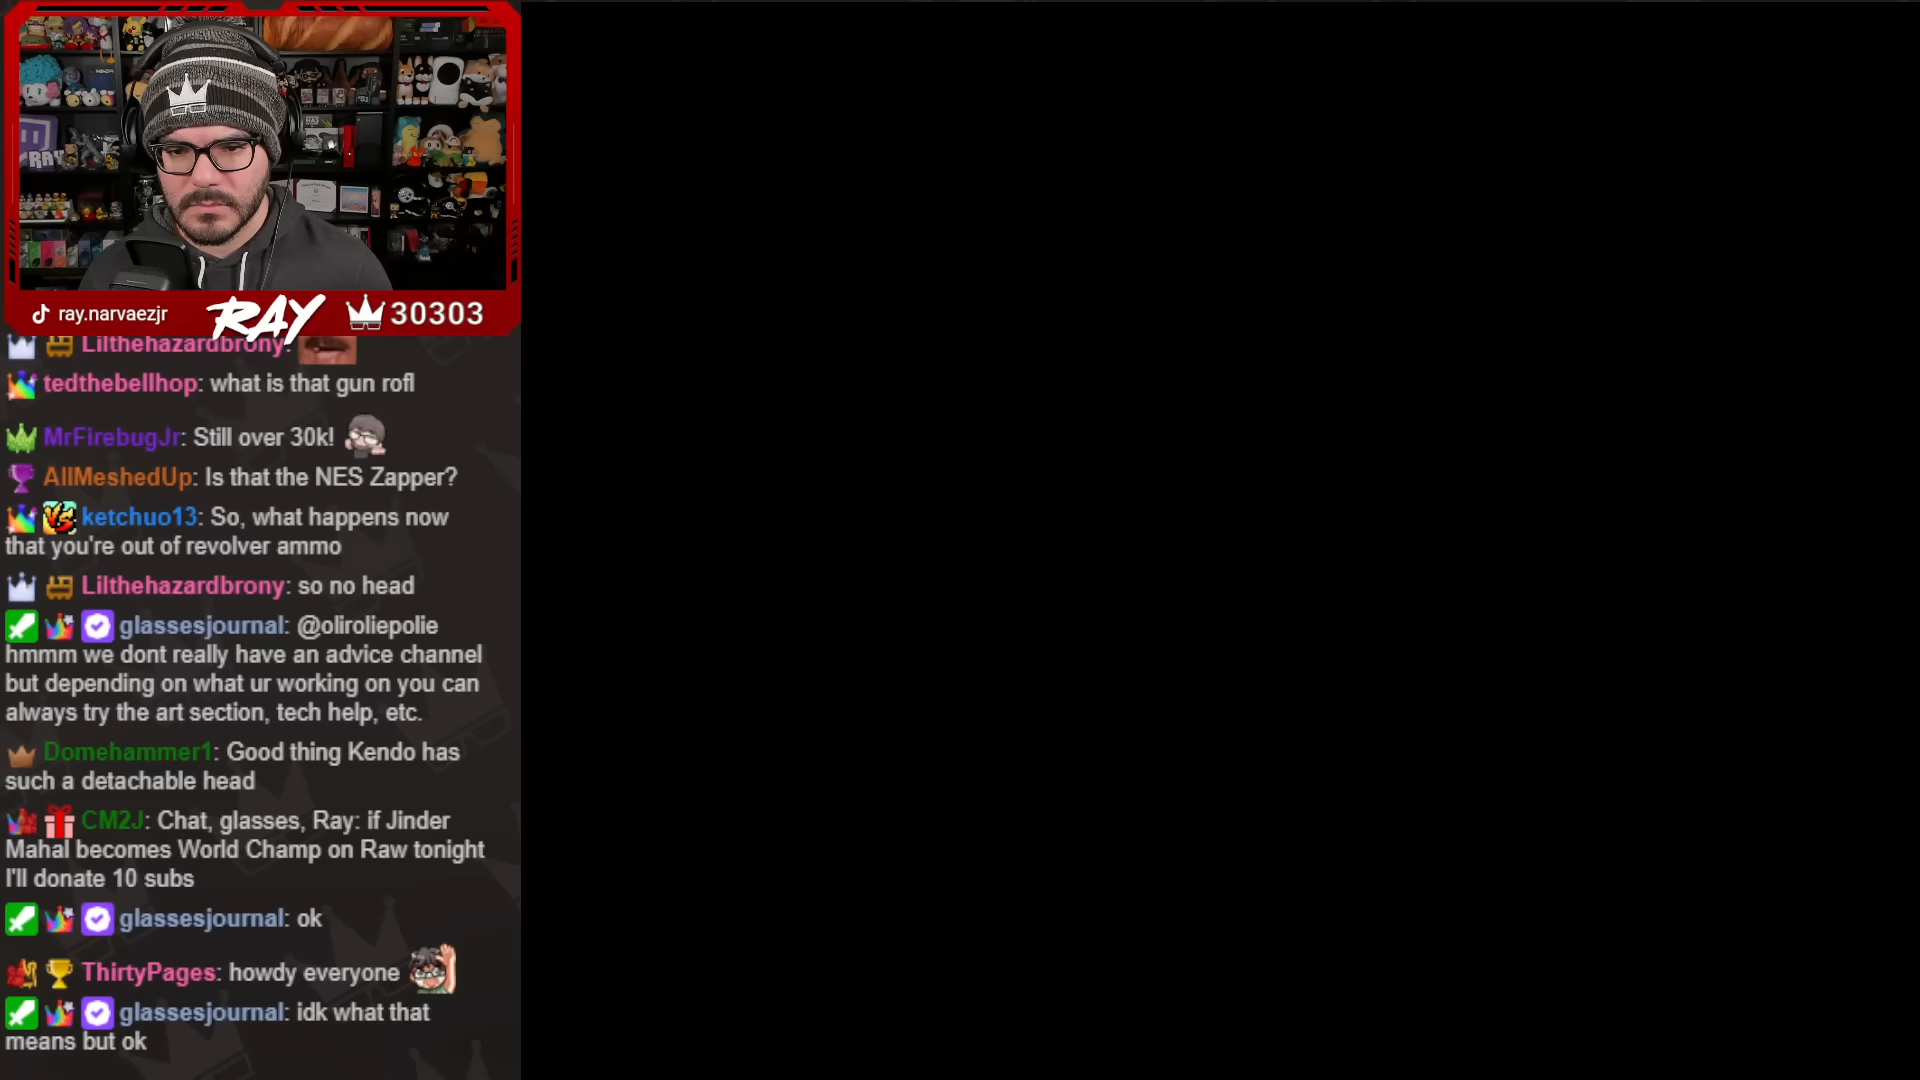 RAY
ray.narvaezjr
RAY
30303
Lilthehazardbrony:
tedthebellhop: what is that gun rofl
MrFirebugJr: Still over 30k!
AllMeshedUp: Is that the NES Zapper?
ketchuo13: So, what happens now
that you're out of revolver ammo
Lilthehazardbrony: so no head
glassesjournal: @oliroliepolie
hmmm we dont really have an advice channel
but depending on what ur working on you can
always try the art section, tech help, etc.
Domehammer1: Good thing Kendo has
such a detachable head
CM2J: Chat, glasses, Ray: if Jinder
Mahal becomes World Champ on Raw tonight
I'll donate 10 subs
glassesjournal: ok
ThirtyPages: howdy everyone
glassesjournal: idk what that
means but ok